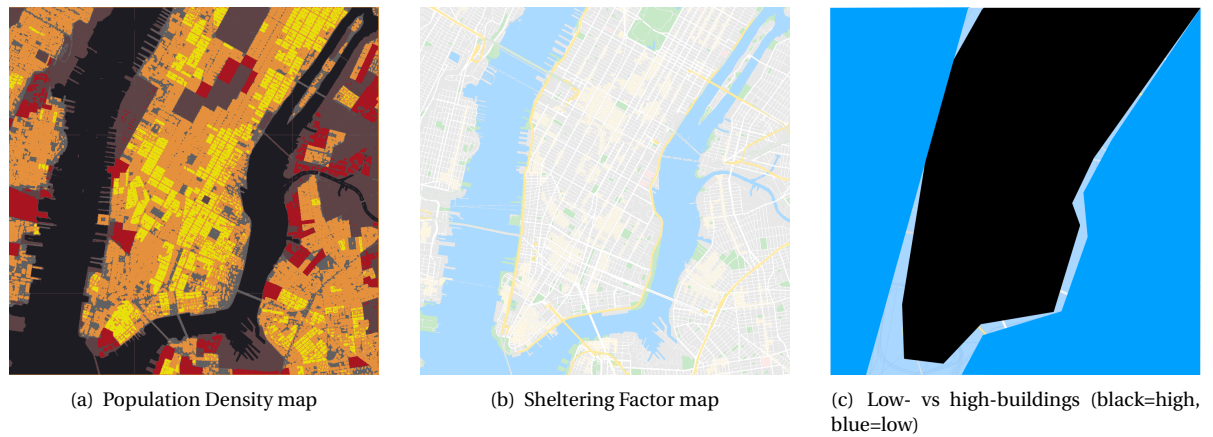 (a) Population Density map
(b) Sheltering Factor map
(c) Low- vs high-buildings (black=high,
blue=low)